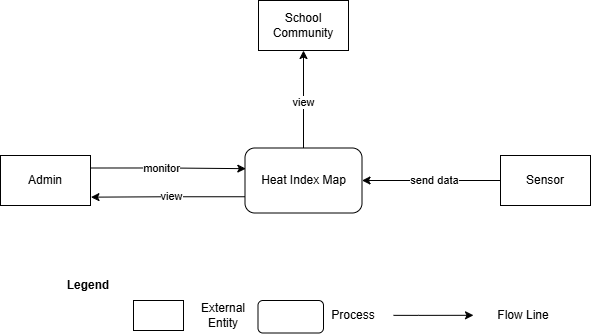 School
Community
view
monitor
Admin
Heat Index Map
send data
Sensor
view
Legend
External
Entity
Process
Flow Line